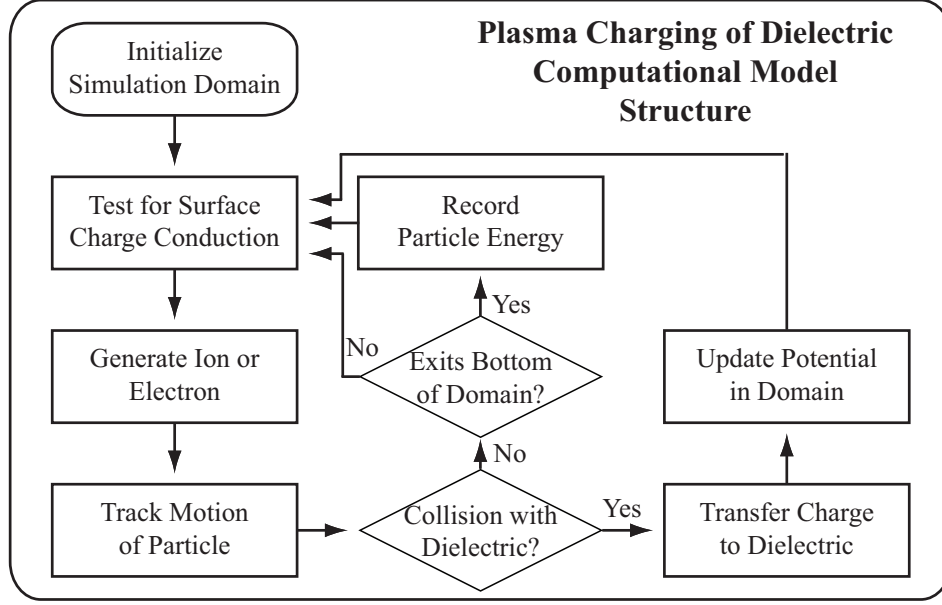 Plasma Charging of Dielectric
Computational Model
Structure
Initialize
Simulation Domain
Test for Surface
Charge Conduction
Record
Particle Energy
Yes
No
Generate Ion or
Electron
Exits Bottom
of Domain?
Update Potential
in Domain
No
Track Motion
of Particle
Collision with
Dielectric?
Yes
Transfer Charge
to Dielectric